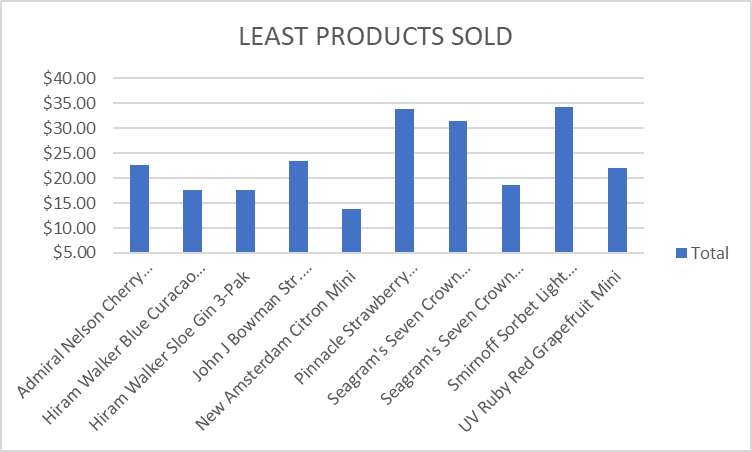 LEAST PRODUCTS SOLD
$40.00
$35.00
$30.00
$25.00
$20.00
$15.00
$10.00
$5.00
Admiral Nelson Cherry...
Hiram Walker Blue Curacao...
Hiram Walker Sloe Gin 3-Pak
John J Bowman Str....
New Amsterdam Citron Mini
Pinnacle Strawberry...
Seagram's Seven Crown...
Seagram's Seven Crown...
Smirnoff Sorbet Light...
UV Ruby Red Grapefruit Mini
Total